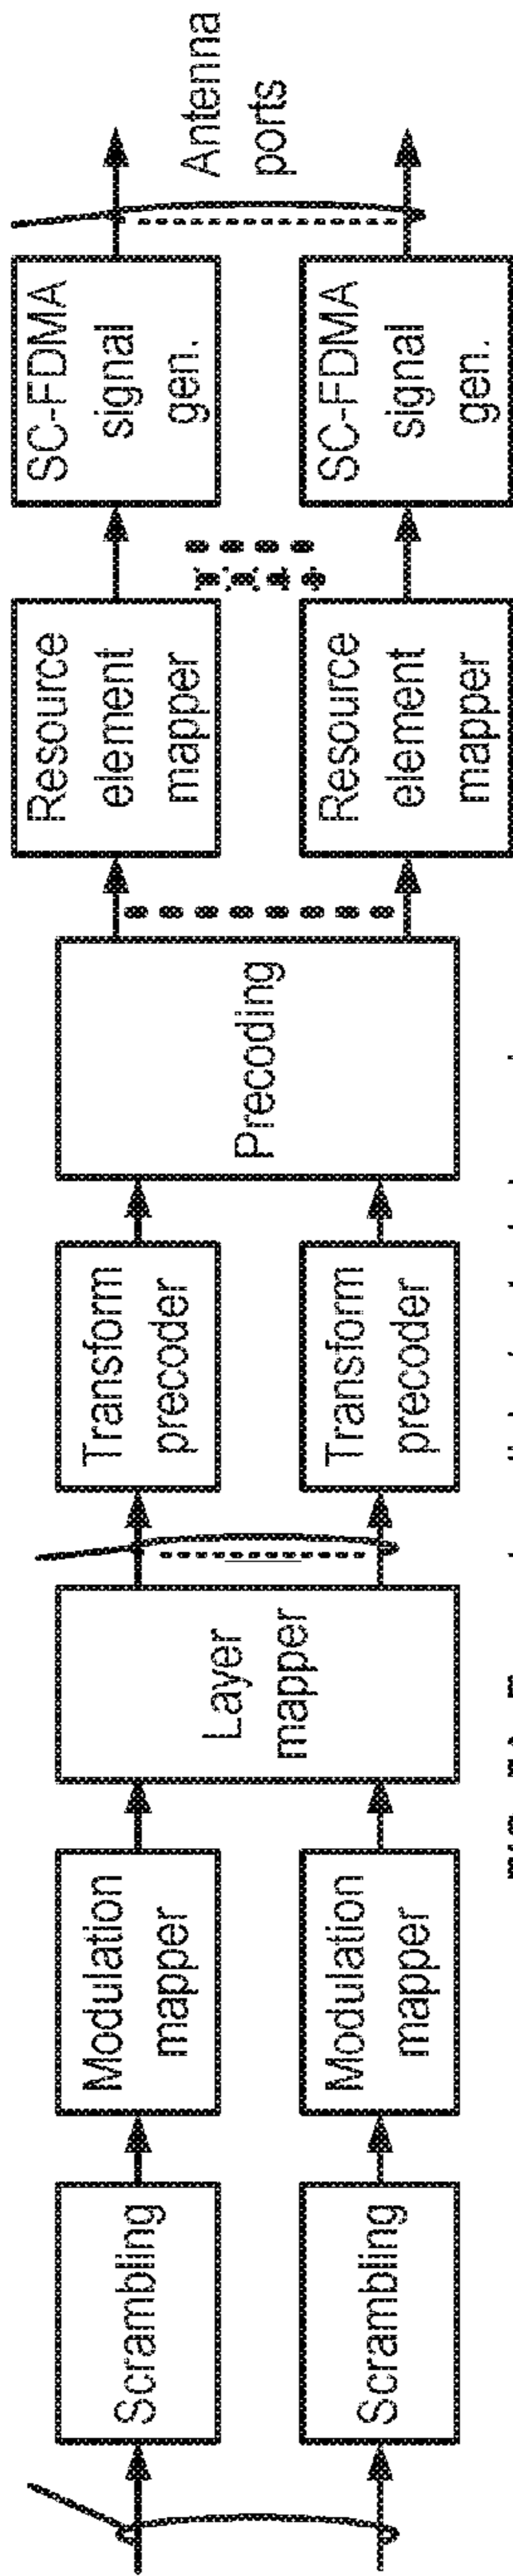 Scrambling
Scrambling
Modulation
mapper
Modulation
mapper
Layer
mapper
Transform
precoder
Transform
precoder
Precoding
Resource
element
mapper
Resource
element
mapper
SC-FDMA
signal
gen.
SC-FDMA
signal
gen.
Antenna
ports